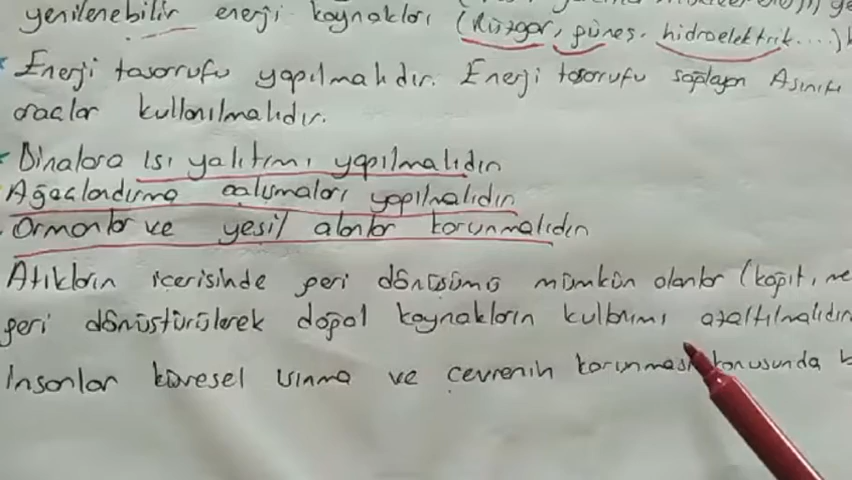 yenilenebilir enerji kaynakları (Rüzgar, güneş, hidroelektrik....)
Enerji tasarrufu yapılmalıdır. Enerji tasarrufu sağlayan
araçlar kullanılmalıdır.
Binalara ısı yalıtımı yapılmalıdır
Ağaçlandırma çalışmaları yapılmalıdır
Ormanlar ve yeşil alanlar korunmalıdır
Atıkların içerisinde geri dönüşümü mümkün olanlar (kağıt, me
geri dönüştürülerek doğal kaynakların kullanımı azaltılmalıdır
İnsanlar küresel ısınma ve çevrenin korunması konusunda b